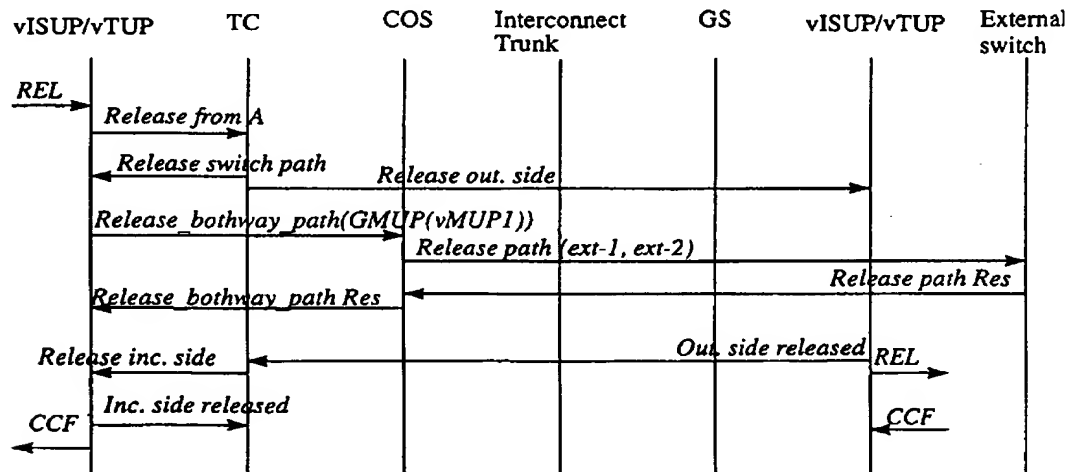 vISUP/vTUP TC COS Interconnect Trunk GS vISUP/vTUP External switch
REL
Release from A
Release switch path
Release out. side
Release_bothway_path(GMUP(vMUP1))
Release path (ext-1, ext-2)
Release path Res
Release_bothway_path Res
Out. side released
Release inc. side
REL
Inc. side released
CCF
CCF